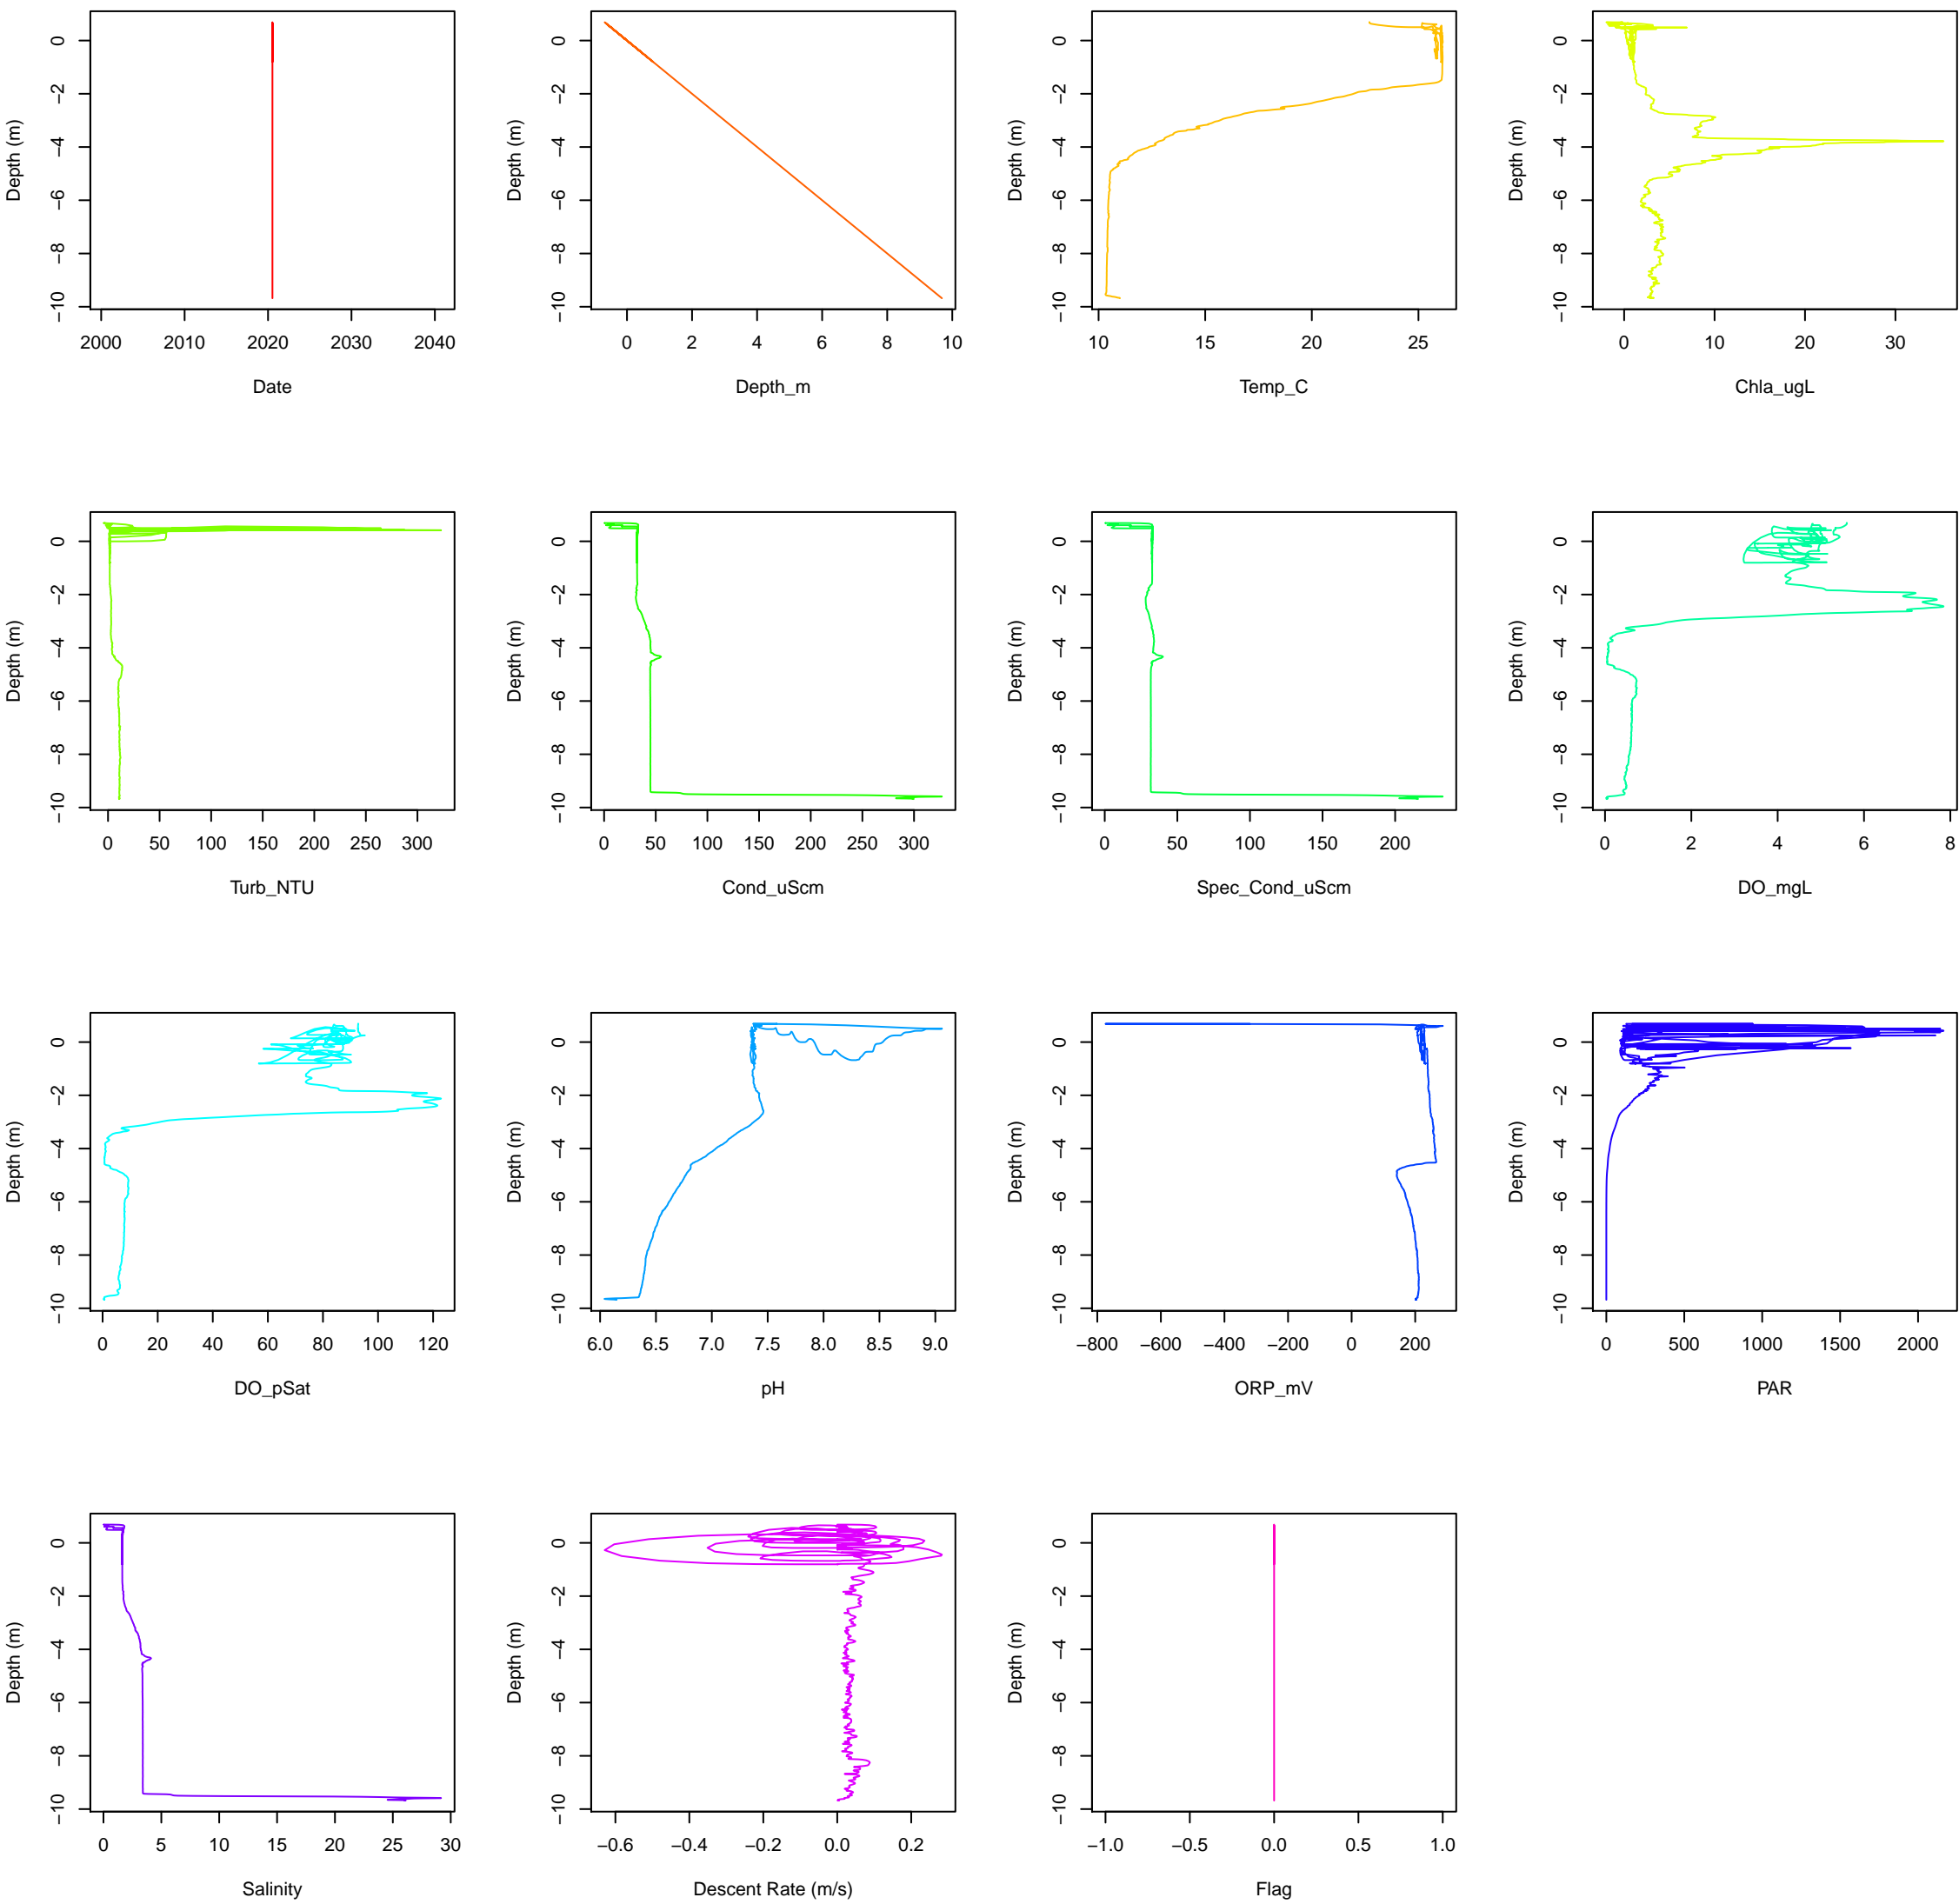 Depth (m)
0
−2
−4
−6
−8
−10
2000 2010 2020 2030 2040
Date
Depth (m)
0
−2
−4
−6
−8
−10
0 2 4 6 8 10
Depth_m
Depth (m)
0
−2
−4
−6
−8
−10
10 15 20 25
Temp_C
Depth (m)
0
−2
−4
−6
−8
−10
0 10 20 30
Chla_ugL
Depth (m)
0
−2
−4
−6
−8
−10
0 50 100 150 200 250 300
Turb_NTU
Depth (m)
0
−2
−4
−6
−8
−10
0 50 100 150 200 250 300
Cond_uScm
Depth (m)
0
−2
−4
−6
−8
−10
0 50 100 150 200
Spec_Cond_uScm
Depth (m)
0
−2
−4
−6
−8
−10
0 2 4 6 8
DO_mgL
Depth (m)
0
−2
−4
−6
−8
−10
0 20 40 60 80 100 120
DO_pSat
Depth (m)
0
−2
−4
−6
−8
−10
6.0 6.5 7.0 7.5 8.0 8.5 9.0
pH
Depth (m)
0
−2
−4
−6
−8
−10
−800 −600 −400 −200 0 200
ORP_mV
Depth (m)
0
−2
−4
−6
−8
−10
0 500 1000 1500 2000
PAR
Depth (m)
0
−2
−4
−6
−8
−10
0 5 10 15 20 25 30
Salinity
Depth (m)
0
−2
−4
−6
−8
−10
−0.6 −0.4 −0.2 0.0 0.2
Descent Rate (m/s)
Depth (m)
0
−2
−4
−6
−8
−10
−1.0 −0.5 0.0 0.5 1.0
Flag